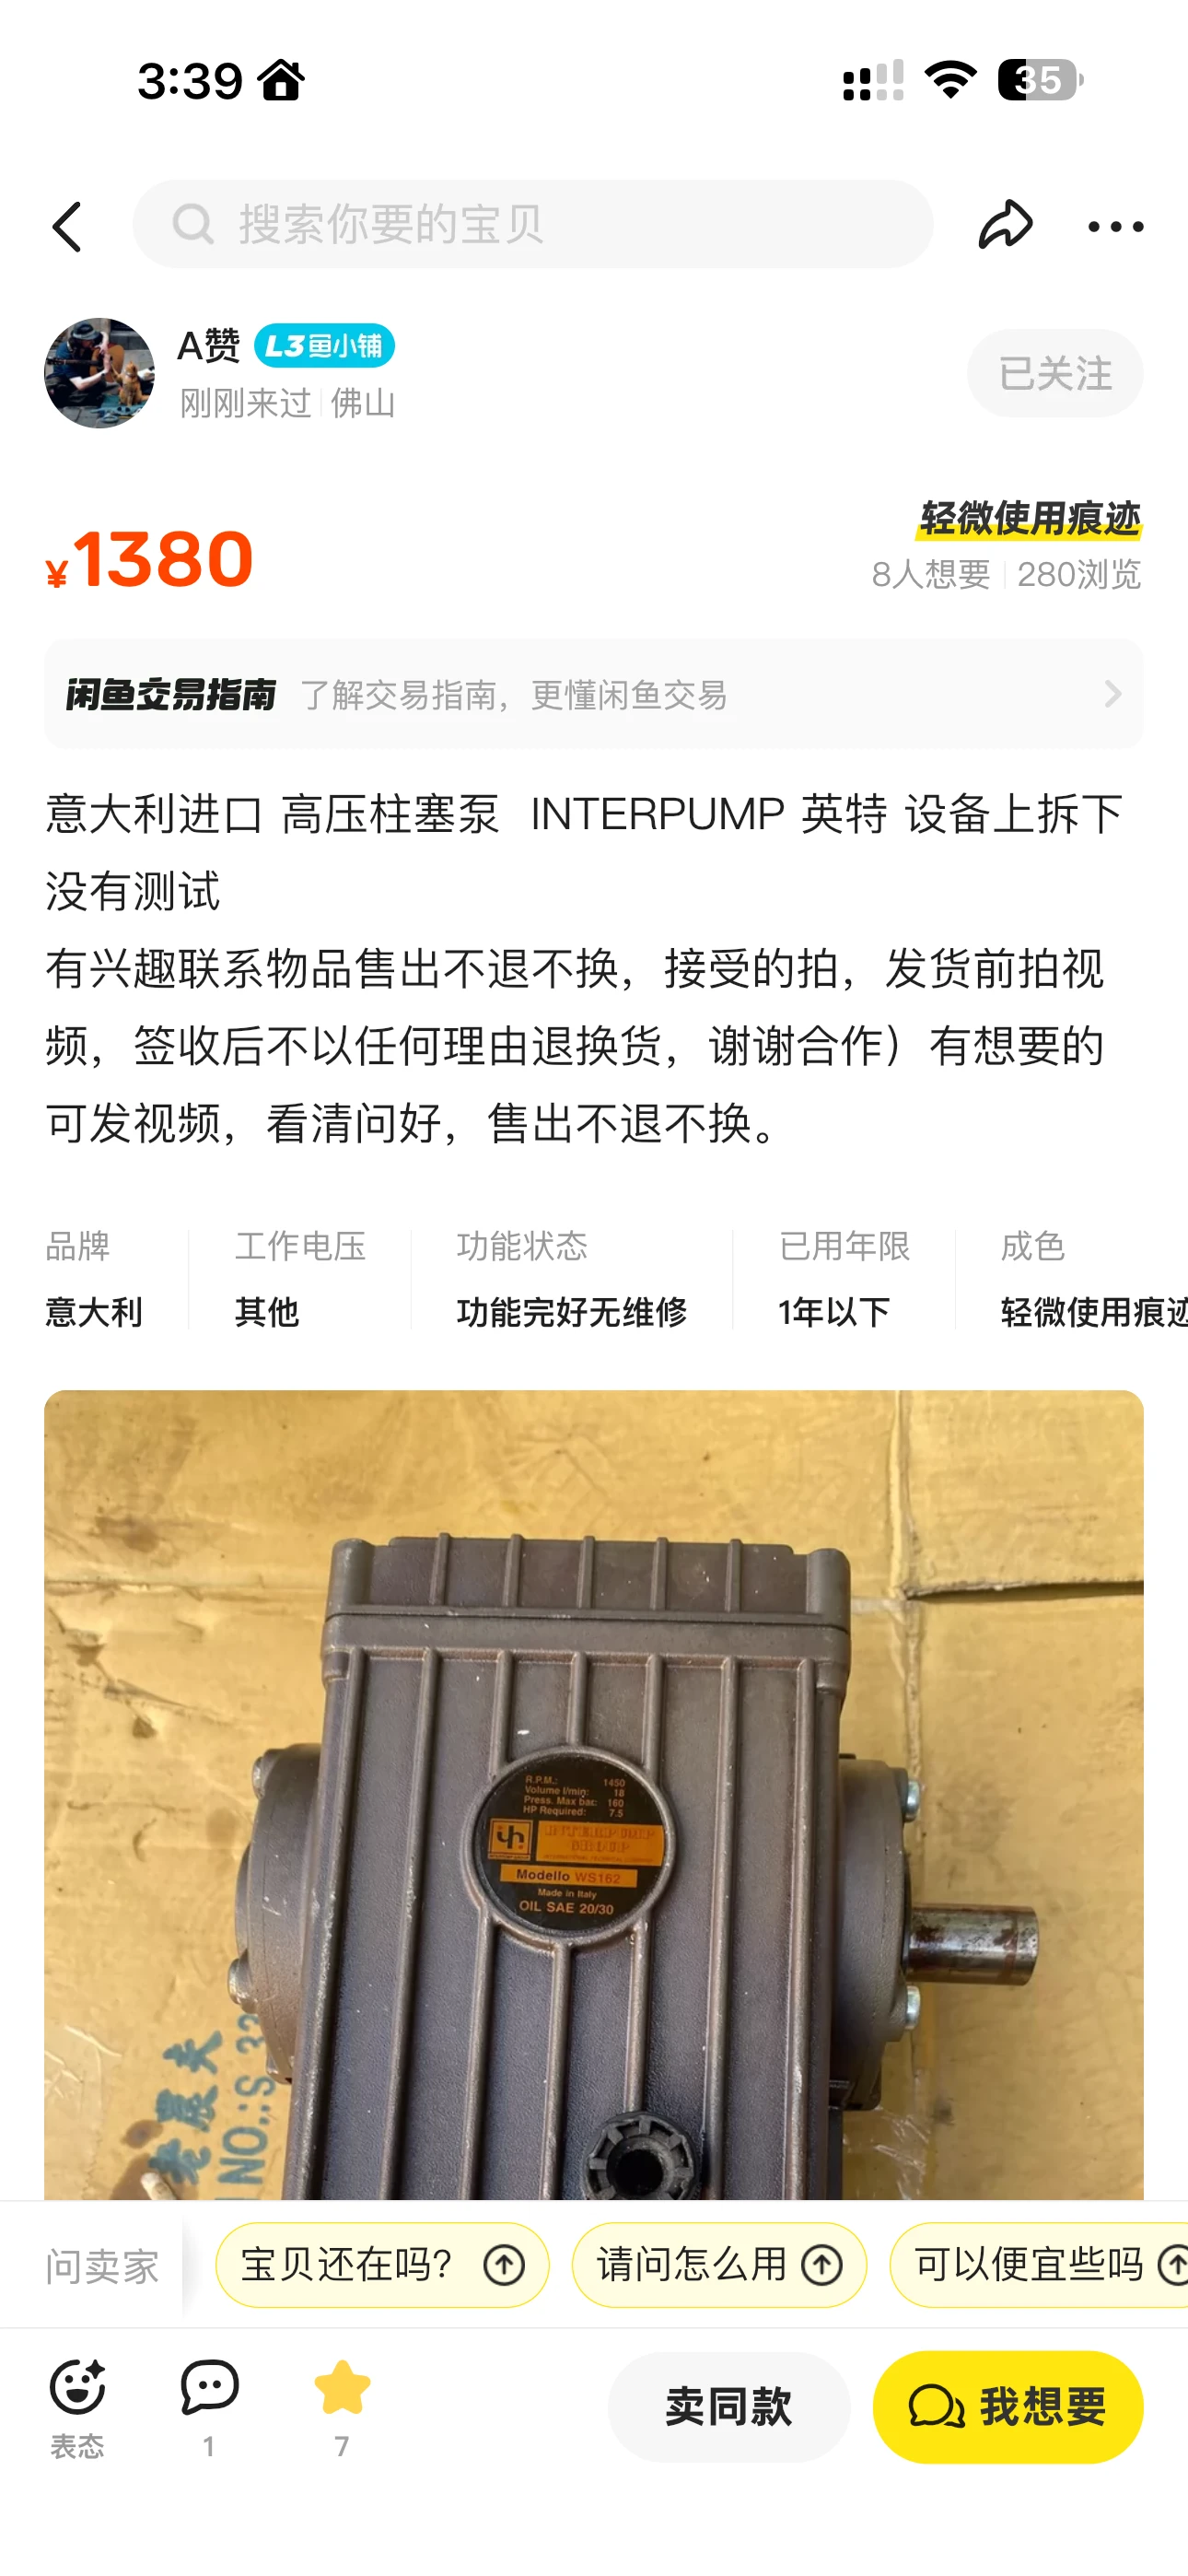 3:39
35
搜索你要的宝贝
A赞 L3鱼小铺
刚刚来过 佛山
已关注
轻微使用痕迹
¥1380
8人想要 280浏览
闲鱼交易指南 了解交易指南，更懂闲鱼交易
意大利进口 高压柱塞泵 INTERPUMP 英特 设备上拆下
没有测试
有兴趣联系物品售出不退不换，接受的拍，发货前拍视
频，签收后不以任何理由退换货，谢谢合作）有想要的
可发视频，看清问好，售出不退不换。
品牌 工作电压 功能状态 已用年限 成色
意大利 其他 功能完好无维修 1年以下 轻微使用痕迹
R.P.M.: 1450
Volume l/min: 18
Press. Max bar: 160
HP Required: 7.5
INTERPUMP
GROUP
Modello WS162
Made in Italy
OIL SAE 20/30
NO.:S
问卖家 宝贝还在吗？ 请问怎么用 可以便宜些吗
表态 1 7
卖同款 我想要